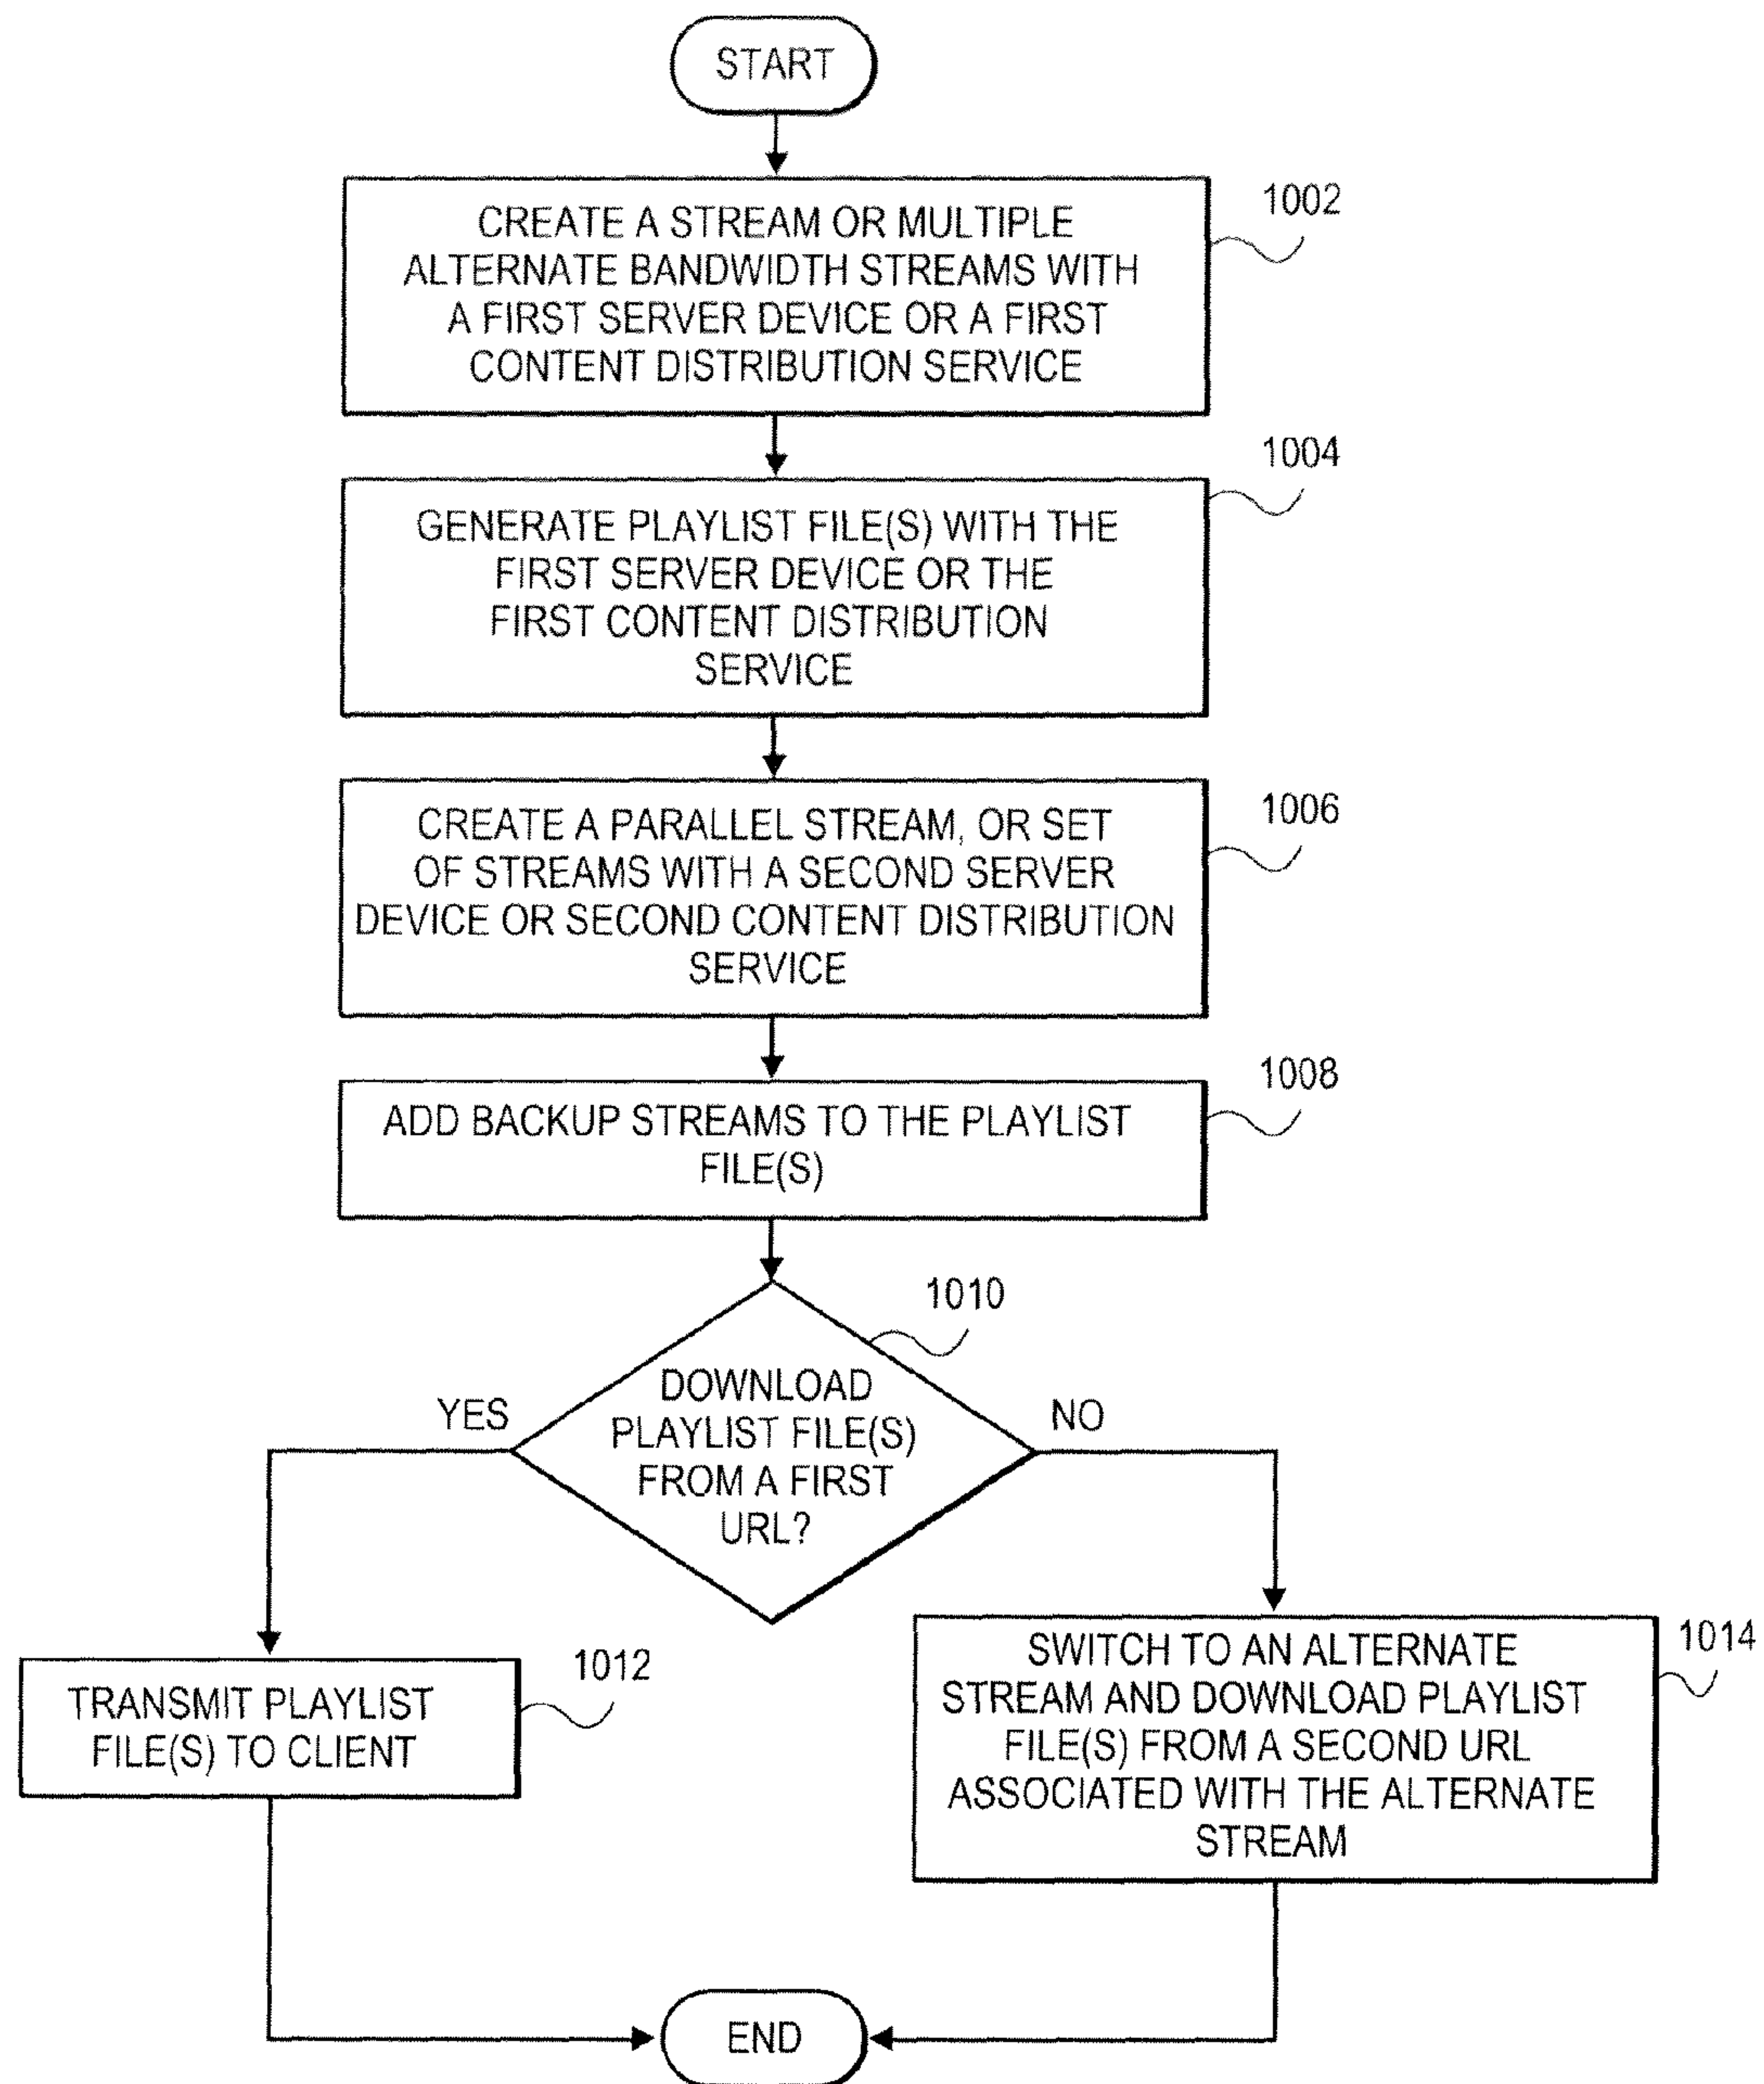 START
CREATE A STREAM OR MULTIPLE
ALTERNATE BANDWIDTH STREAMS WITH
A FIRST SERVER DEVICE OR A FIRST
CONTENT DISTRIBUTION SERVICE
1002
GENERATE PLAYLIST FILE(S) WITH THE
FIRST SERVER DEVICE OR THE
FIRST CONTENT DISTRIBUTION
SERVICE
1004
CREATE A PARALLEL STREAM, OR SET
OF STREAMS WITH A SECOND SERVER
DEVICE OR SECOND CONTENT DISTRIBUTION
SERVICE
1006
ADD BACKUP STREAMS TO THE PLAYLIST
FILE(S)
1008
1010
DOWNLOAD
PLAYLIST FILE(S)
FROM A FIRST
URL?
YES
NO
TRANSMIT PLAYLIST
FILE(S) TO CLIENT
1012
SWITCH TO AN ALTERNATE
STREAM AND DOWNLOAD PLAYLIST
FILE(S) FROM A SECOND URL
ASSOCIATED WITH THE ALTERNATE
STREAM
1014
END